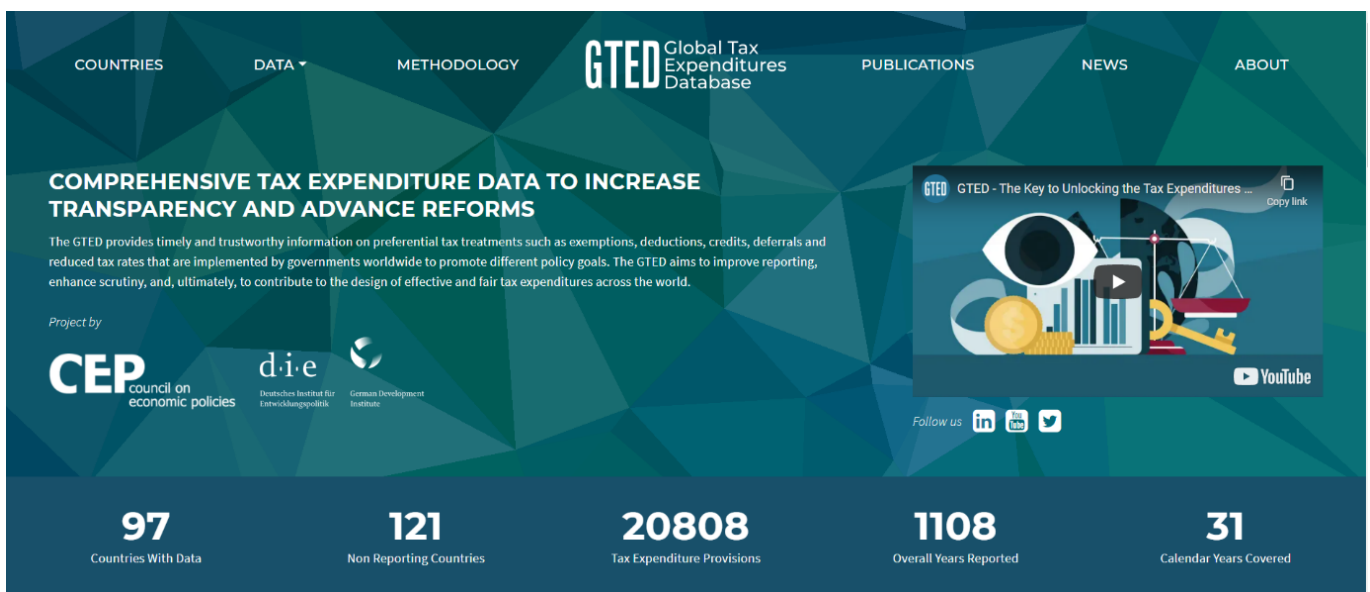 COUNTRIES
DATA
METHODOLOGY
GTED Global Tax
Expenditures
Database
PUBLICATIONS
NEWS
ABOUT
COMPREHENSIVE TAX EXPENDITURE DATA TO INCREASE
TRANSPARENCY AND ADVANCE REFORMS
The GTED provides timely and trustworthy information on preferential tax treatments such as exemptions, deductions, credits, deferrals and
reduced tax rates that are implemented by governments worldwide to promote different policy goals. The GTED aims to improve reporting,
enhance scrutiny, and, ultimately, to contribute to the design of effective and fair tax expenditures across the world.
Project by
CEP council on
economic policies
d·i·e
Deutsches Institut für
Entwicklungspolitik
German Development
Institute
GTED
GTED - The Key to Unlocking the Tax Expenditures ...
Copy link
YouTube
Follow us
in
You
Tube
97
Countries With Data
121
Non Reporting Countries
20808
Tax Expenditure Provisions
1108
Overall Years Reported
31
Calendar Years Covered